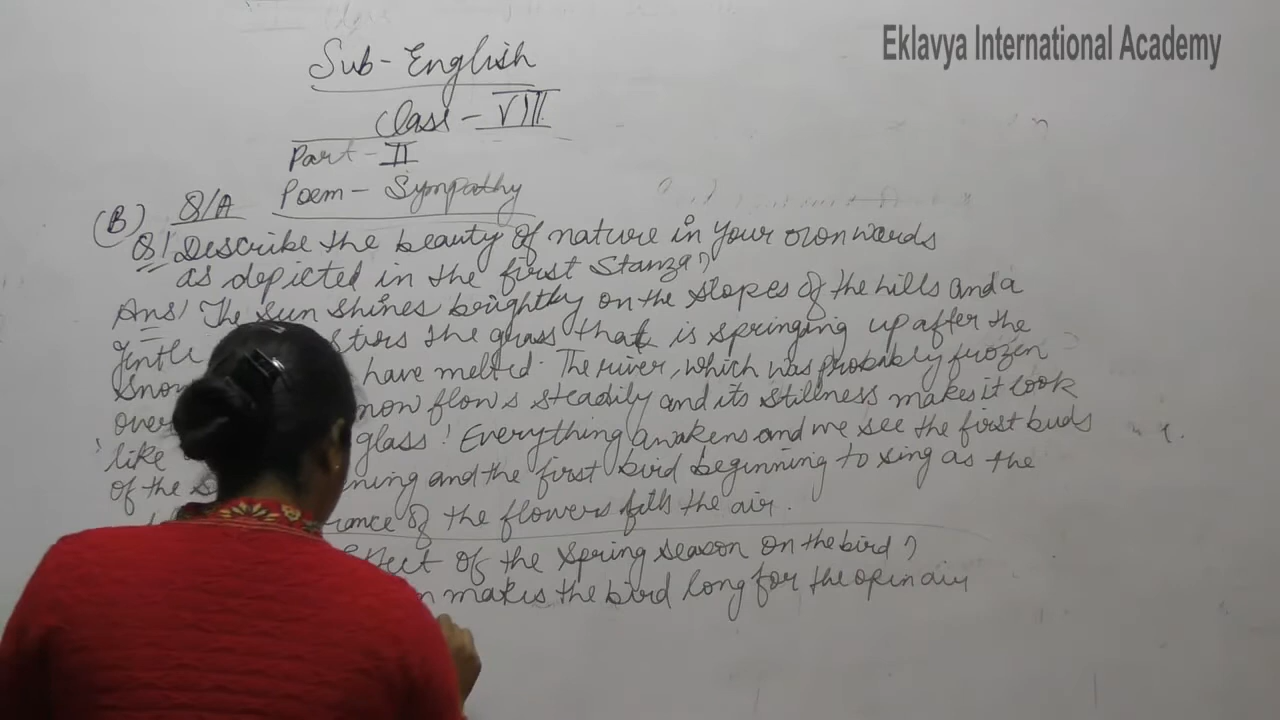 Eklavya International Academy
Sub - English
Class - VIII
Part - II
Poem - Sympathy
(B) Q/A
Q1 Describe the beauty of nature in your own words
as depicted in the first Stanza?
Ans! The sun shines brightly on the slopes of the hills and a
gentle stirs the grass that is springing up after the
Snow have melted. The river, which was probably frozen
over now flows steadily and its stillness makes it look
'like glass! Everything awakens and we see the first buds
of the ning and the first bird beginning to sing as the
rance of the flowers fills the air.
effect of the spring season on the bird?
n makes the bird long for the open air